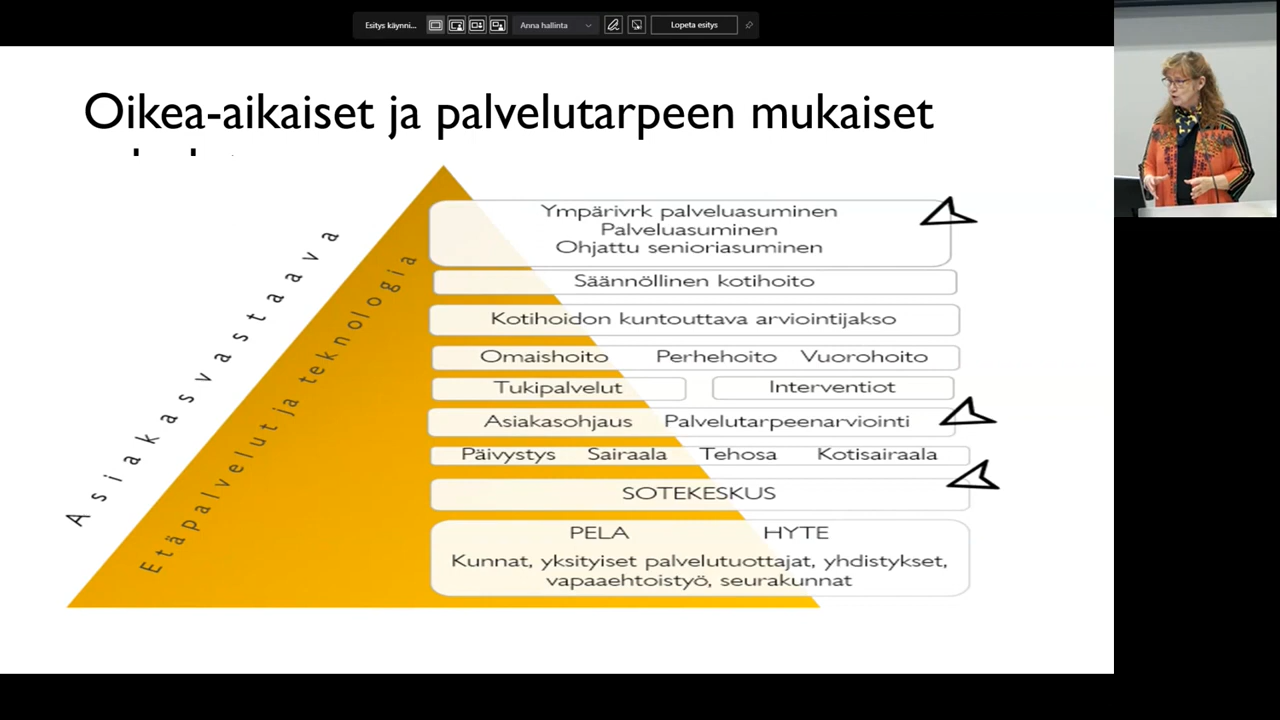 Esitys käynni...
Anna hallinta
Lopeta esitys
Oikea-aikaiset ja palvelutarpeen mukaiset
Asiakasvastaava
Etäpalvelut ja teknologia
Ympärivrk palveluasuminen
Palveluasuminen
Ohjattu senioriasuminen
Säännöllinen kotihoito
Kotihoidon kuntouttava arviointijakso
Omaishoito Perhehoito Vuorohoito
Tukipalvelut Interventiot
Asiakasohjaus Palvelutarpeenarviointi
Päivystys Sairaala Tehosa Kotisairaala
SOTEKESKUS
PELA HYTE
Kunnat, yksityiset palvelutuottajat, yhdistykset,
vapaaehtoistyö, seurakunnat